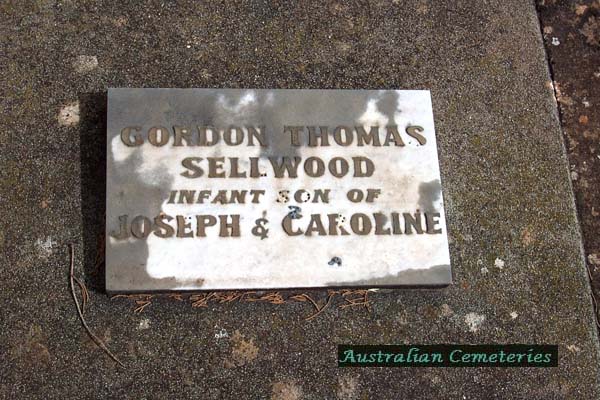 GORDON THOMAS
SELLWOOD
INFANT SON OF
JOSEPH & CAROLINE
Australian Cemeteries